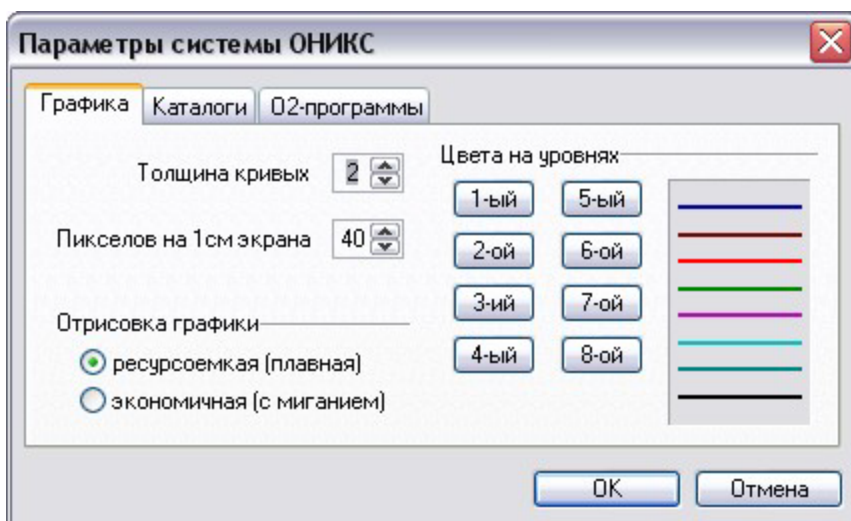 Параметры системы ОНИКС
Графика
Каталоги
О2-программы
Толщина кривых
2
Пикселов на 1см экрана
40
Отрисовка графики
ресурсоемкая (плавная)
экономичная (с миганием)
Цвета на уровнях
1-ый
5-ый
2-ой
6-ой
3-ий
7-ой
4-ый
8-ой
OK
Отмена